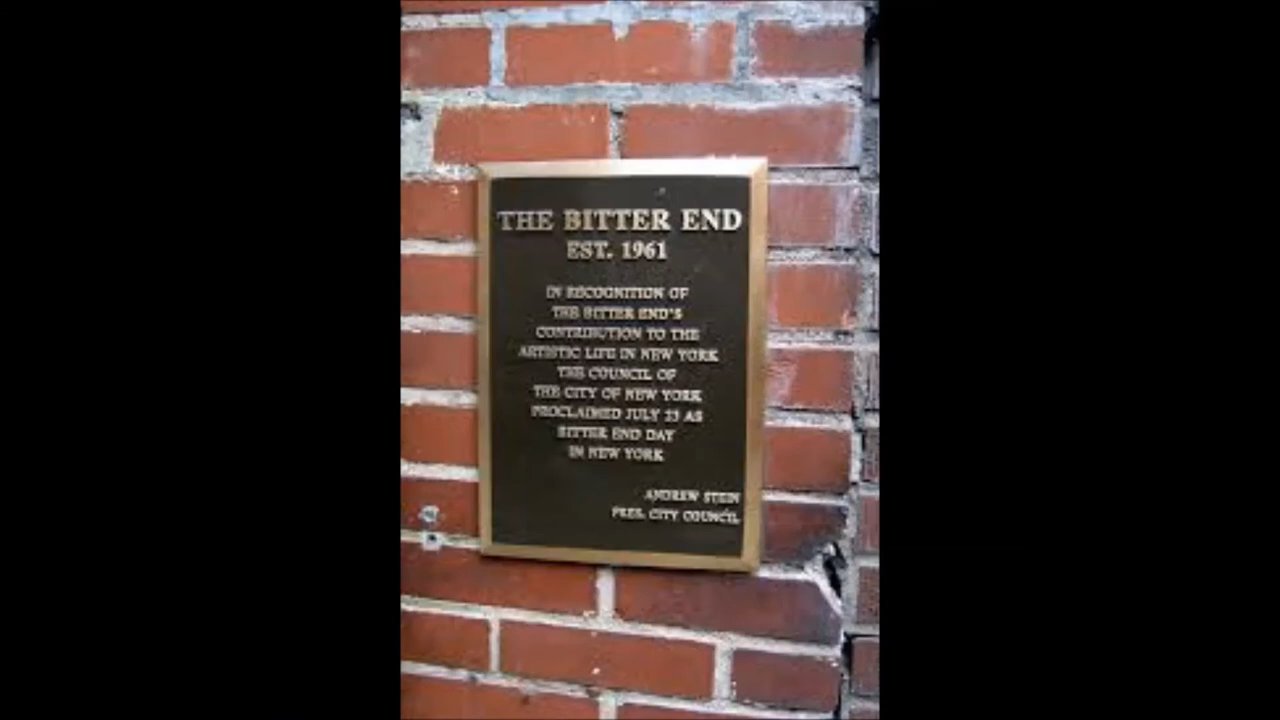 THE BITTER END
EST. 1961
IN RECOGNITION OF
THE BITTER END'S
CONTRIBUTION TO THE
ARTISTIC LIFE IN NEW YORK
THE COUNCIL OF
THE CITY OF NEW YORK
PROCLAIMED JULY 23 AS
BITTER END DAY
IN NEW YORK
ANDREW STEIN
PRES. CITY COUNCIL